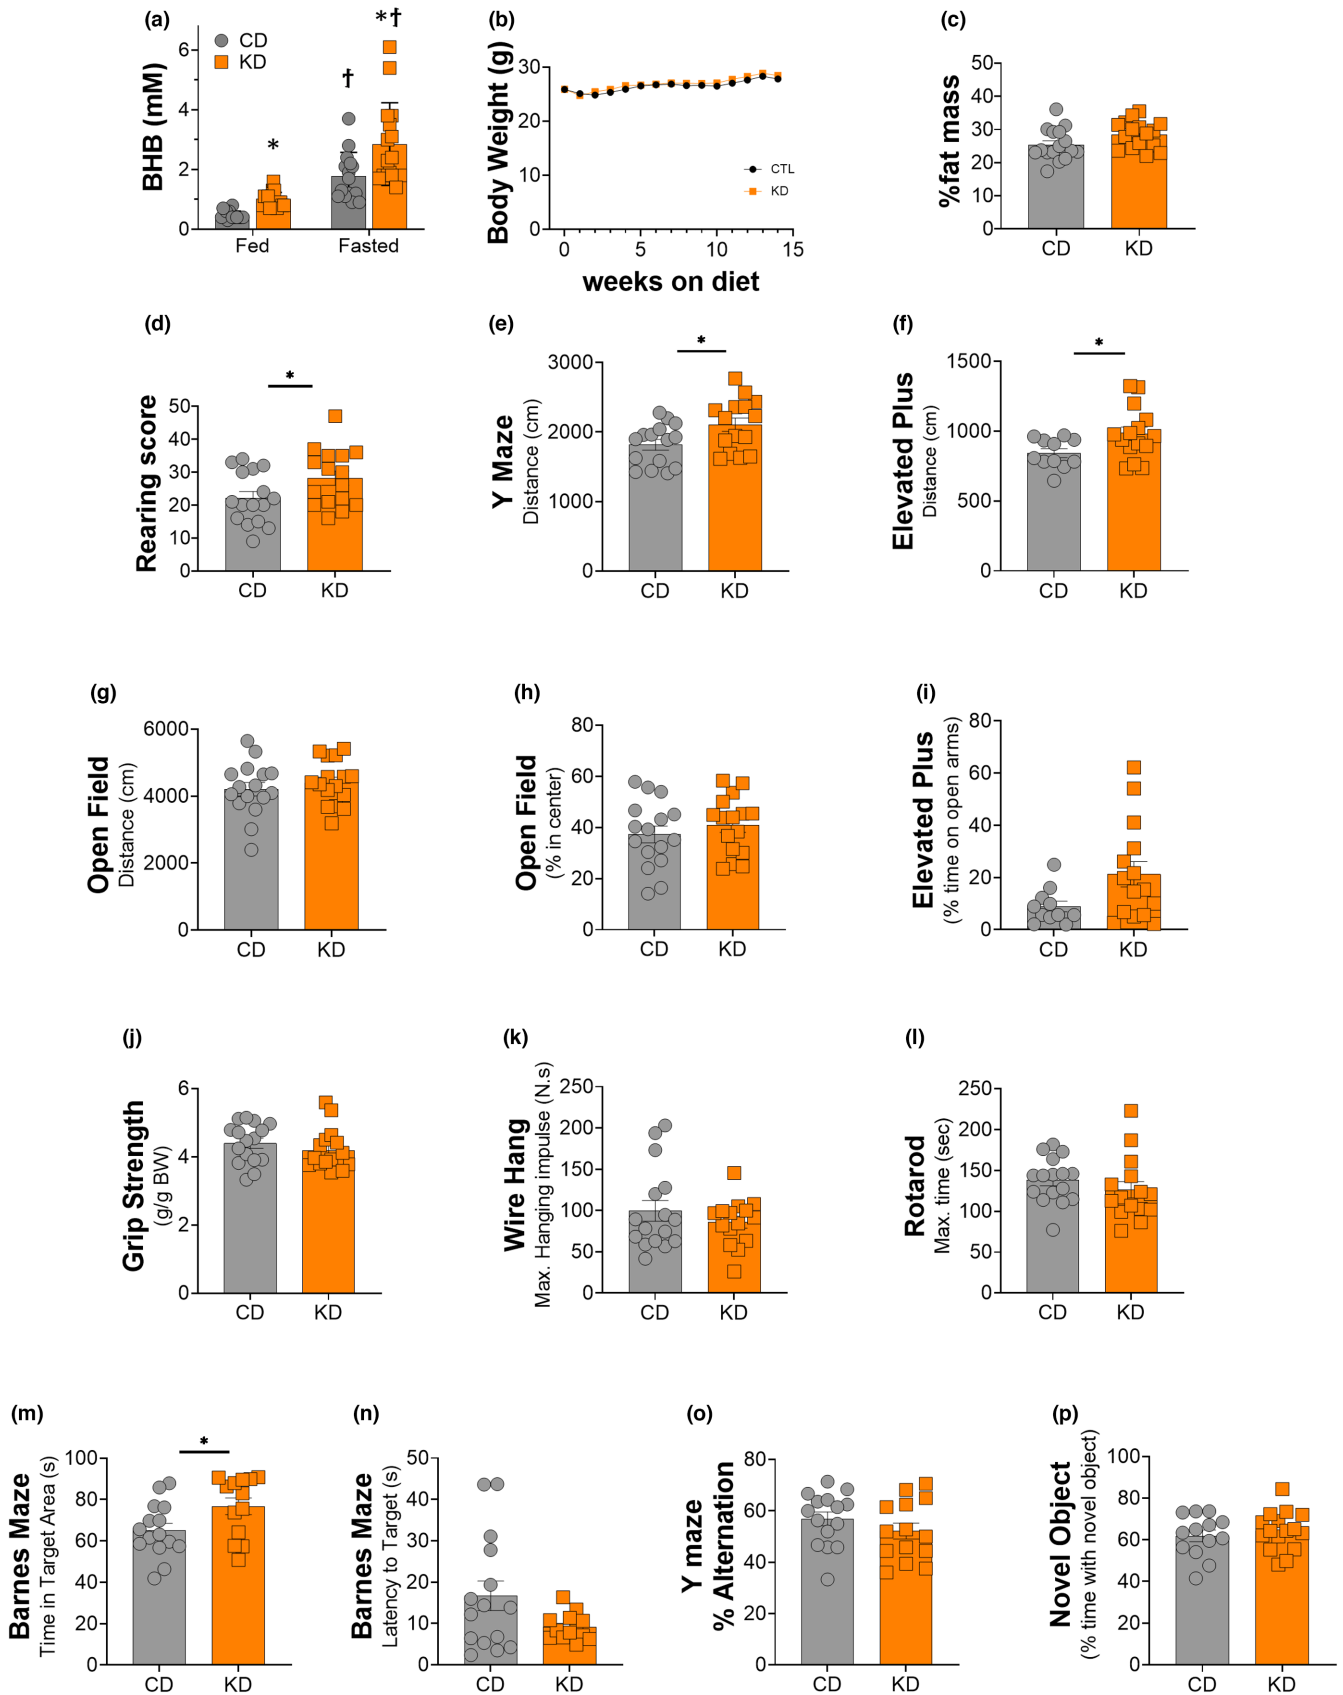 (a)
BHB (mM)
6
4
2
0
CD
KD
*
†
*†
Fed
Fasted
(b)
Body Weight (g)
30
20
10
0
CTL
KD
0
5
10
15
weeks on diet
(c)
%fat mass
50
40
30
20
10
0
CD
KD
(d)
Rearing score
50
40
30
20
10
0
*
CD
KD
(e)
Y Maze
Distance (cm)
3000
2000
1000
0
*
CD
KD
(f)
Elevated Plus
Distance (cm)
1500
1000
500
0
*
CD
KD
(g)
Open Field
Distance (cm)
6000
4000
2000
0
CD
KD
(h)
Open Field
(% in center)
80
60
40
20
0
CD
KD
(i)
Elevated Plus
(% time on open arms)
80
60
40
20
0
CD
KD
(j)
Grip Strength
(g/g BW)
6
4
2
0
CD
KD
(k)
Wire Hang
Max. Hanging impulse (N.s)
250
200
150
100
50
0
CD
KD
(l)
Rotarod
Max. time (sec)
250
200
150
100
50
0
CD
KD
(m)
Barnes Maze
Time in Target Area (s)
100
80
60
40
20
0
*
CD
KD
(n)
Barnes Maze
Latency to Target (s)
50
40
30
20
10
0
CD
KD
(o)
Y maze
% Alternation
80
60
40
20
0
CD
KD
(p)
Novel Object
(% time with novel object)
100
80
60
40
20
0
CD
KD